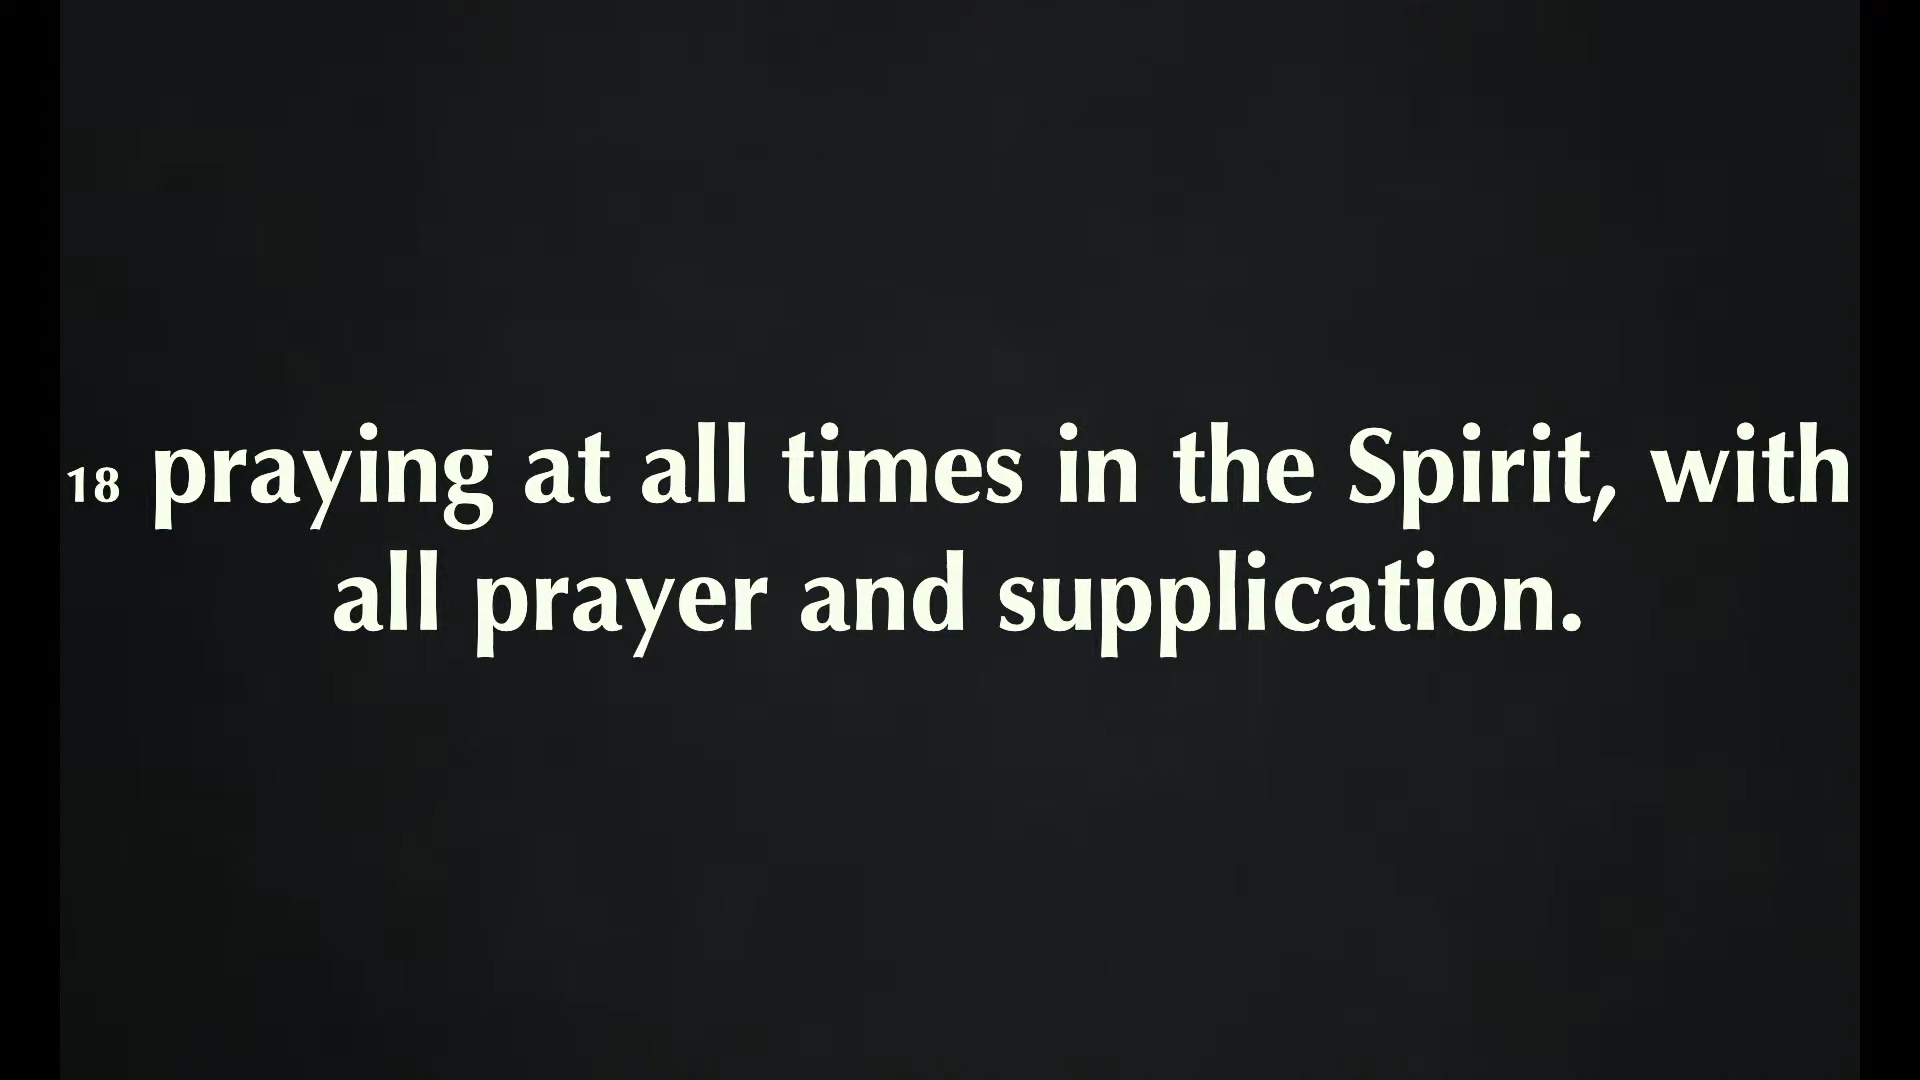 18 praying at all times in the Spirit, with
all prayer and supplication.